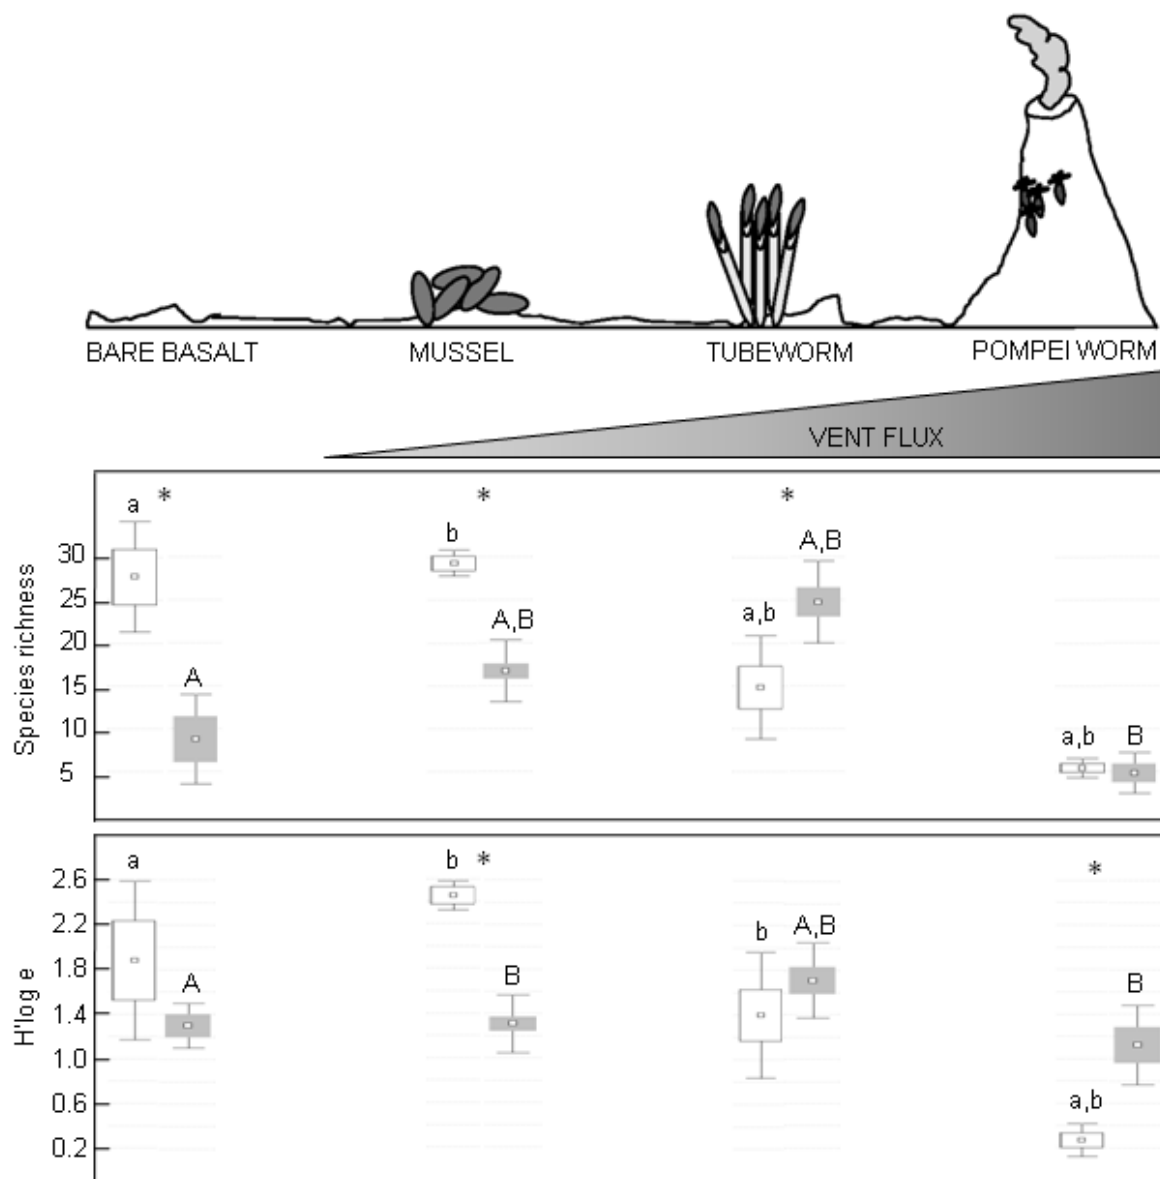 BARE BASALT MUSSEL TUBEWORM POMPEI WORM
VENT FLUX
Species richness
30
25
20
15
10
5
a * b * * A,B
A A,B a,b
a,b B
H'log e
2.6
2.2
1.8
1.4
1.0
0.6
0.2
a b * *
A B b A,B B
a,b